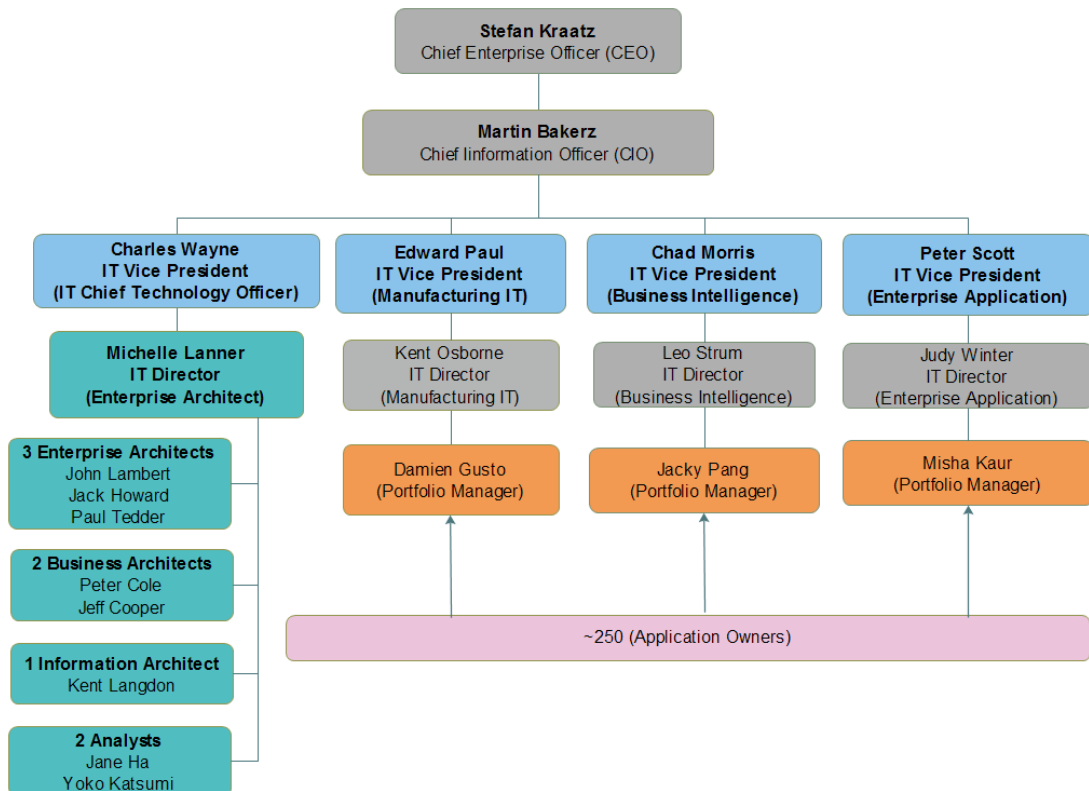 Stefan Kraatz
Chief Enterprise Officer (CEO)
Martin Bakerz
Chief Iinformation Officer (CIO)
Charles Wayne
IT Vice President
(IT Chief Technology Officer)
Edward Paul
IT Vice President
(Manufacturing IT)
Chad Morris
IT Vice President
(Business Intelligence)
Peter Scott
IT Vice President
(Enterprise Application)
Michelle Lanner
IT Director
(Enterprise Architect)
Kent Osborne
IT Director
(Manufacturing IT)
Leo Strum
IT Director
(Business Intelligence)
Judy Winter
IT Director
(Enterprise Application)
3 Enterprise Architects
John Lambert
Jack Howard
Paul Tedder
Damien Gusto
(Portfolio Manager)
Jacky Pang
(Portfolio Manager)
Misha Kaur
(Portfolio Manager)
2 Business Architects
Peter Cole
Jeff Cooper
~250 (Application Owners)
1 Information Architect
Kent Langdon
2 Analysts
Jane Ha
Yoko Katsumi